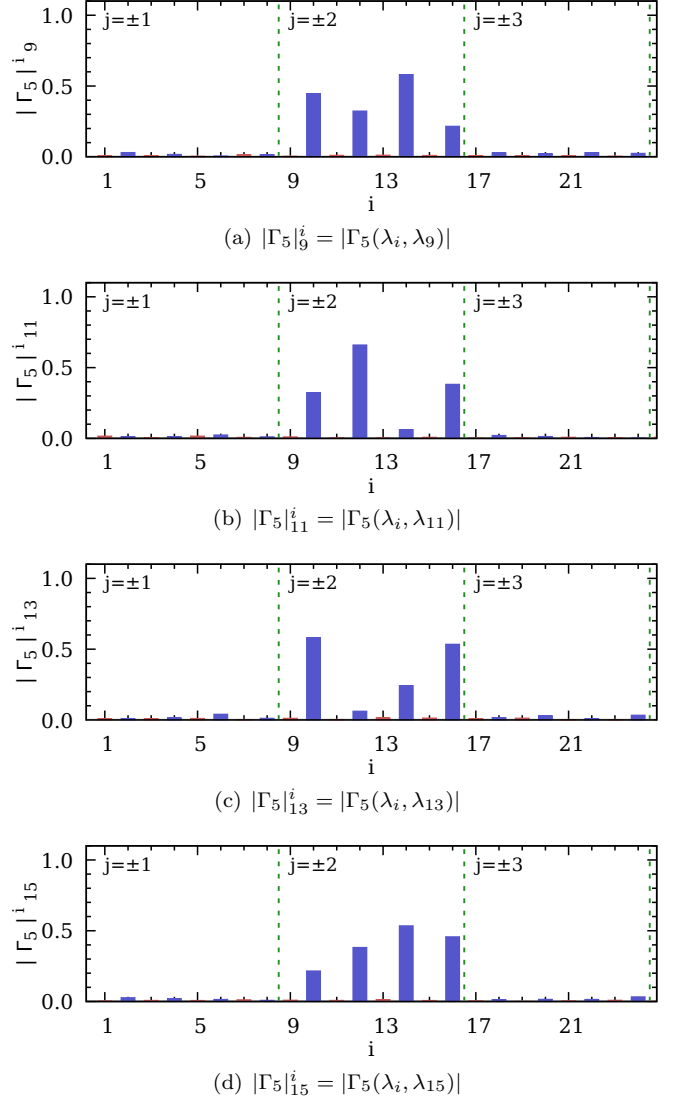 1.0
j=±1 j=±2 j=±3
| Γ₅ | ⁱ ₉
0.5
0.0
1 5 9 13 17 21
i
(a) |Γ₅|ⁱ₉ = |Γ₅(λᵢ, λ₉)|
1.0
j=±1 j=±2 j=±3
| Γ₅ | ⁱ ₁₁
0.5
0.0
1 5 9 13 17 21
i
(b) |Γ₅|ⁱ₁₁ = |Γ₅(λᵢ, λ₁₁)|
1.0
j=±1 j=±2 j=±3
| Γ₅ | ⁱ ₁₃
0.5
0.0
1 5 9 13 17 21
i
(c) |Γ₅|ⁱ₁₃ = |Γ₅(λᵢ, λ₁₃)|
1.0
j=±1 j=±2 j=±3
| Γ₅ | ⁱ ₁₅
0.5
0.0
1 5 9 13 17 21
i
(d) |Γ₅|ⁱ₁₅ = |Γ₅(λᵢ, λ₁₅)|